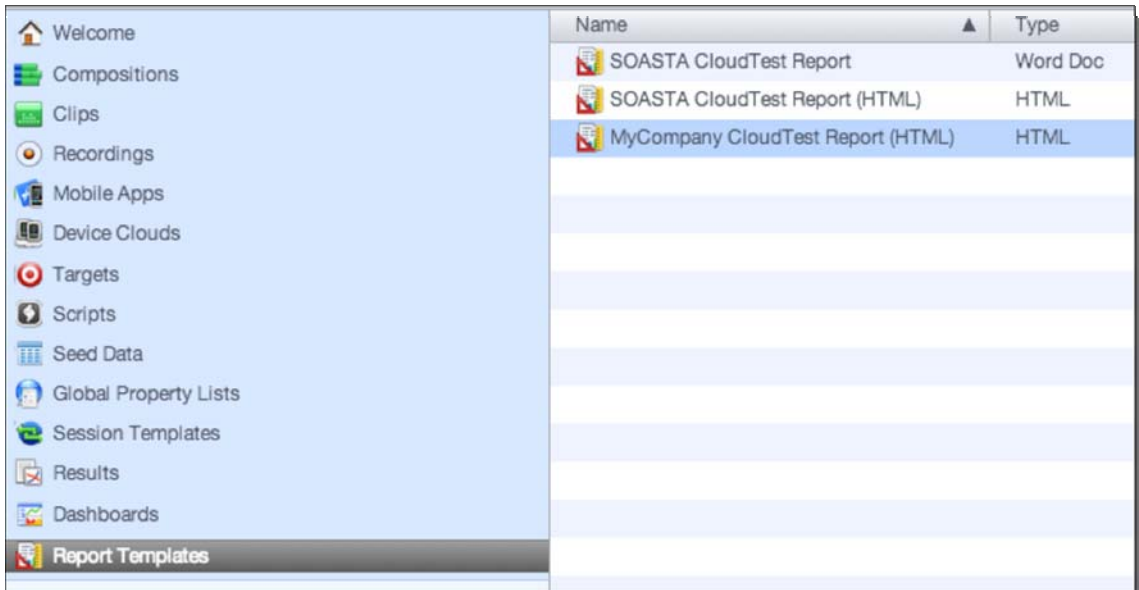 Welcome
Compositions
Clips
Recordings
Mobile Apps
Device Clouds
Targets
Scripts
Seed Data
Global Property Lists
Session Templates
Results
Dashboards
Report Templates
Name Type
SOASTA CloudTest Report Word Doc
SOASTA CloudTest Report (HTML) HTML
MyCompany CloudTest Report (HTML) HTML